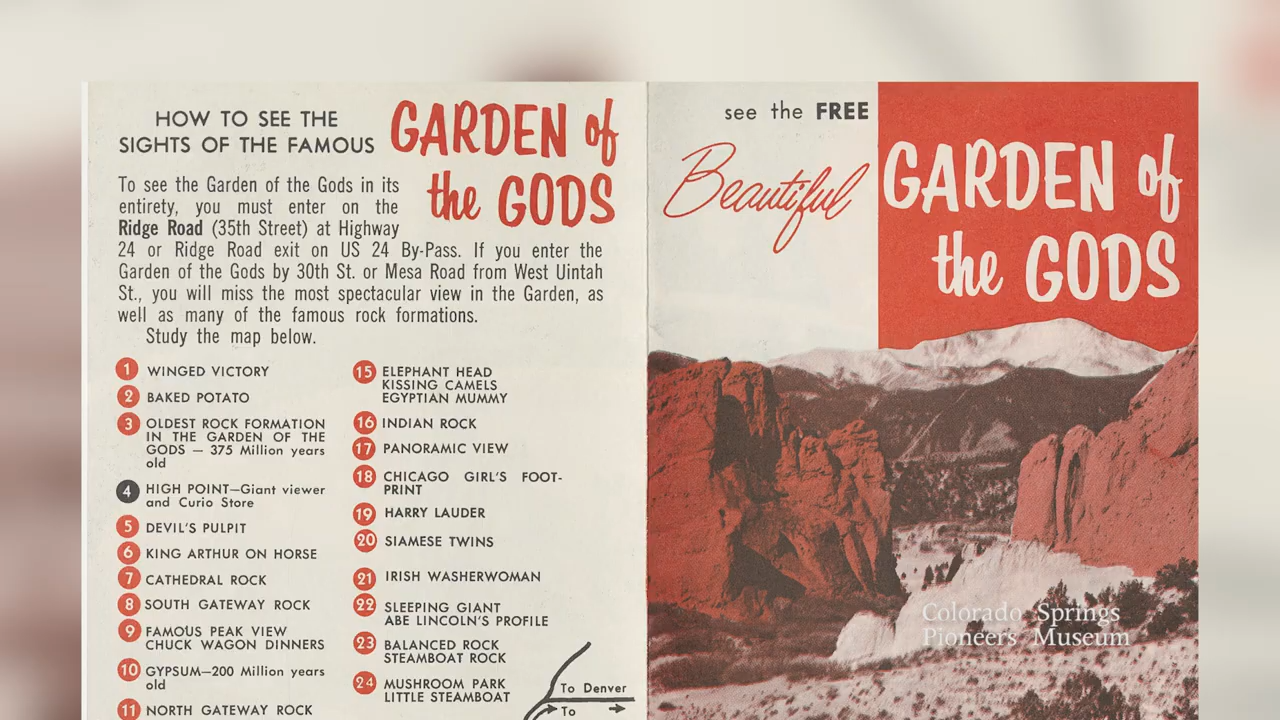 HOW TO SEE THE
SIGHTS OF THE FAMOUS
GARDEN of
the GODS
To see the Garden of the Gods in its
entirety, you must enter on the
Ridge Road (35th Street) at Highway
24 or Ridge Road exit on US 24 By-Pass. If you enter the
Garden of the Gods by 30th St. or Mesa Road from West Uintah
St., you will miss the most spectacular view in the Garden, as
well as many of the famous rock formations.
Study the map below.
1 WINGED VICTORY
2 BAKED POTATO
3 OLDEST ROCK FORMATION
IN THE GARDEN OF THE
GODS — 375 Million years
old
4 HIGH POINT—Giant viewer
and Curio Store
5 DEVIL'S PULPIT
6 KING ARTHUR ON HORSE
7 CATHEDRAL ROCK
8 SOUTH GATEWAY ROCK
9 FAMOUS PEAK VIEW
CHUCK WAGON DINNERS
10 GYPSUM—200 Million years
old
11 NORTH GATEWAY ROCK
15 ELEPHANT HEAD
KISSING CAMELS
EGYPTIAN MUMMY
16 INDIAN ROCK
17 PANORAMIC VIEW
18 CHICAGO GIRL'S FOOT-
PRINT
19 HARRY LAUDER
20 SIAMESE TWINS
21 IRISH WASHERWOMAN
22 SLEEPING GIANT
ABE LINCOLN'S PROFILE
23 BALANCED ROCK
STEAMBOAT ROCK
24 MUSHROOM PARK
LITTLE STEAMBOAT
To Denver
To
see the FREE
Beautiful
GARDEN of
the GODS
Colorado Springs
Pioneers Museum